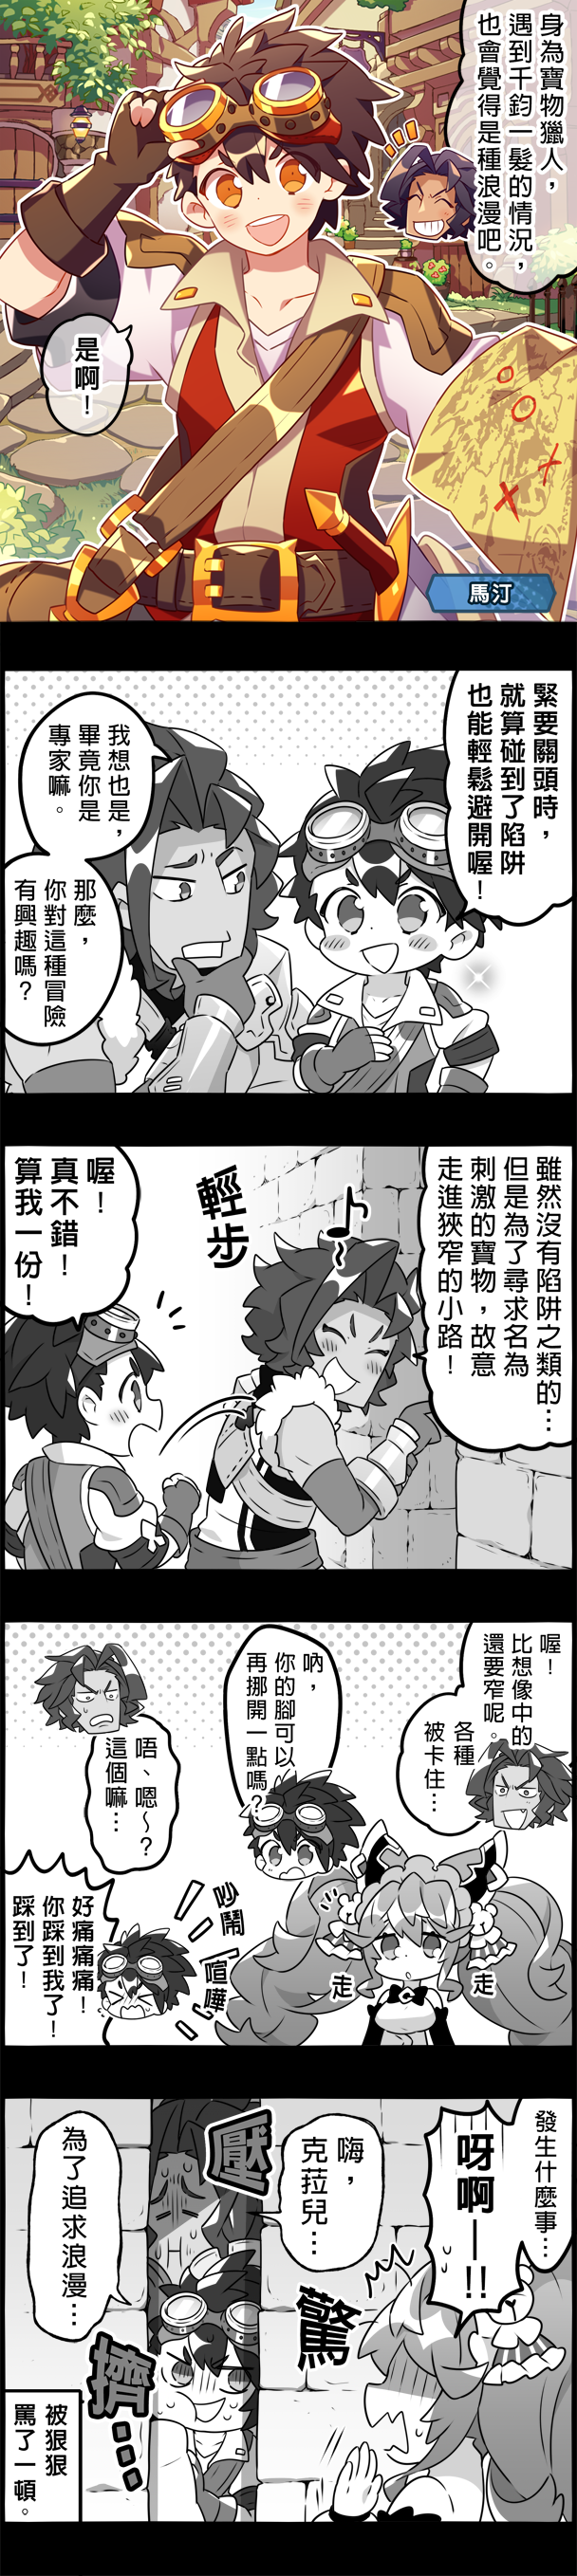 身為寶物獵人，
遇到千鈞一髮的情況，
也會覺得是種浪漫吧。
是啊！
馬汀
緊要關頭時，
就算碰到了陷阱
也能輕鬆避開喔！
我想也是，
畢竟你是
專家嘛。
那麼，
你對這種冒險
有興趣嗎？
雖然沒有陷阱之類的…
但是為了尋求名為
刺激的寶物，故意
走進狹窄的小路！
輕步
喔！
真不錯！
算我一份！
喔！
比想像中的
還要窄呢。
各種
被卡住…
吶，
你的腳可以
再挪開一點嗎？
唔、嗯～？
這個嘛…
走
走
吵鬧
喧嘩
好痛痛痛！
你踩到我了！
踩到了！
發生什麼事…
呀啊—!!
嗨，
克菈兒…
驚
壓
為了追求浪漫…
擠…
被狠狠
罵了一頓。